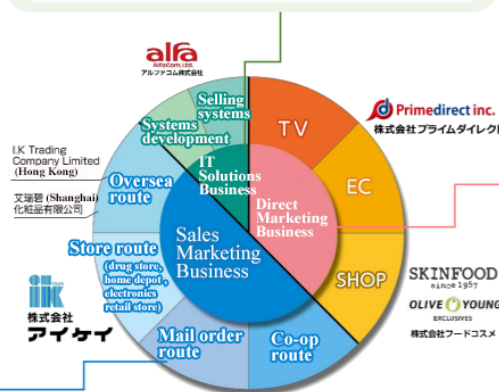 alfa
AlfaCom,Ltd.
アルファコム株式会社
Selling
systems
Systems
development
TV
Primedirect inc.
株式会社プライムダイレクト
I.K Trading
Company Limited
(Hong Kong)
艾瑞碧 (Shanghai)
化粧品有限公司
Oversea
route
IT
Solutions
Business
Direct
Marketing
Business
EC
Sales
Marketing
Business
Store route
(drug store,
home depot,
electronics
retail store)
SHOP
SKINFOOD
since 1957
OLIVE YOUNG
EXCLUSIVES
株式会社フードコスメ
ik
株式会社
アイケイ
Mail order
route
Co-op
route